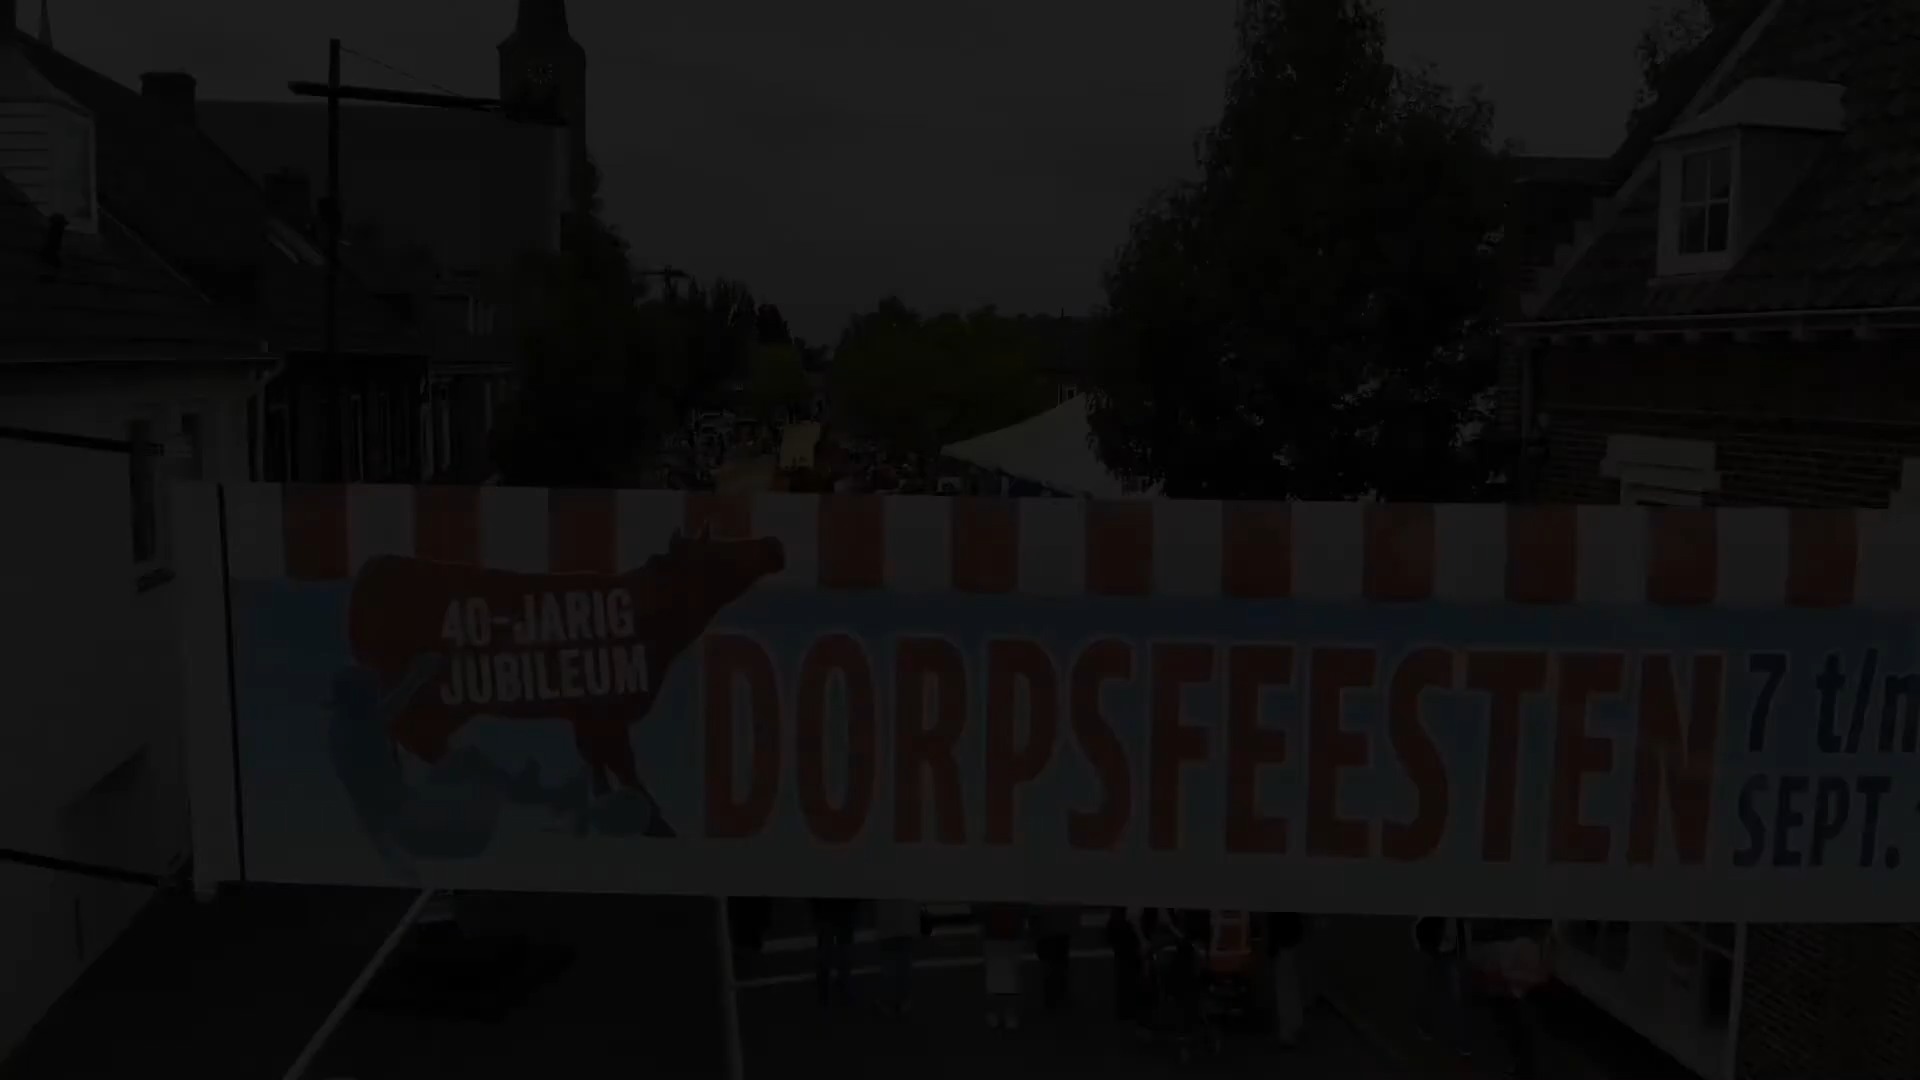 40-JARIG
JUBILEUM
DORPSFEESTEN
7 t/m
SEPT.